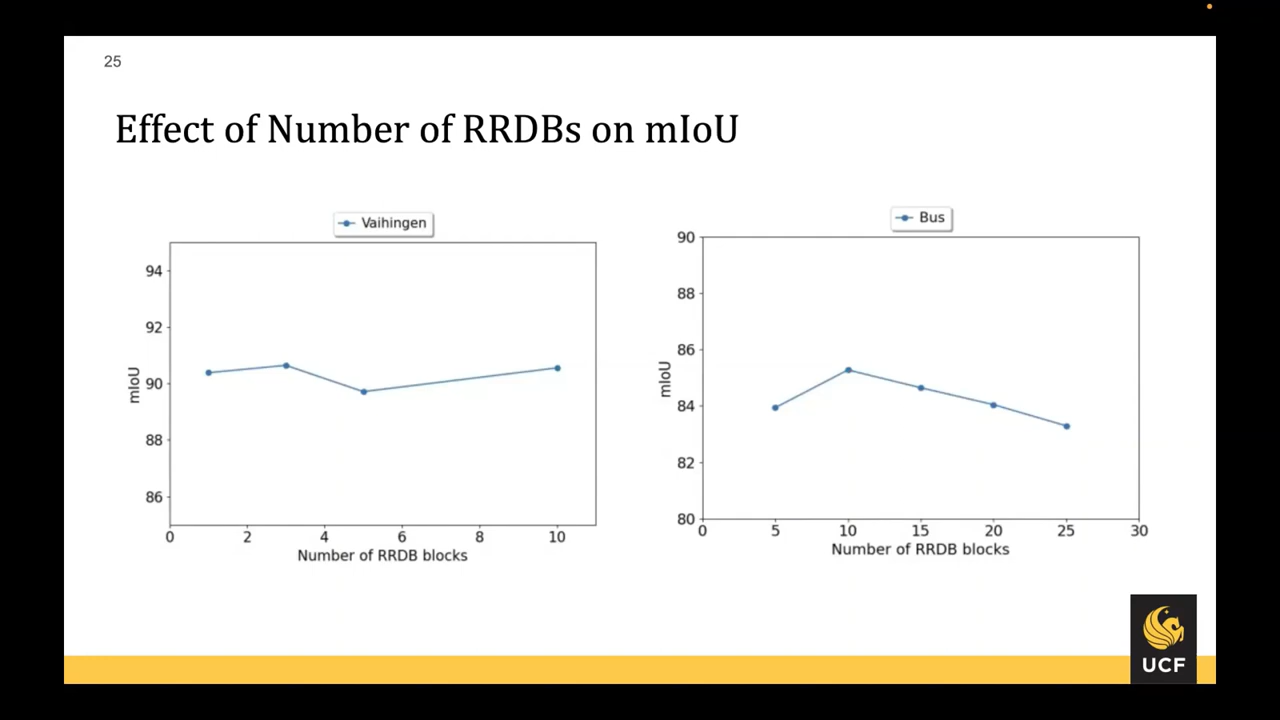 25
Effect of Number of RRDBs on mIoU
Vaihingen
94
92
90
88
86
mIoU
0 2 4 6 8 10
Number of RRDB blocks
Bus
90
88
86
84
82
80
mIoU
0 5 10 15 20 25 30
Number of RRDB blocks
UCF